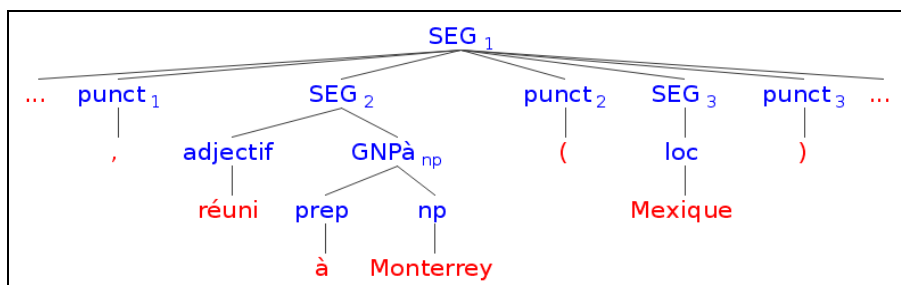 SEG 1
... punct 1 SEG 2 punct 2 SEG 3 punct 3 ...
, adjectif GNPà np ( loc )
réuni prep np Mexique
à Monterrey